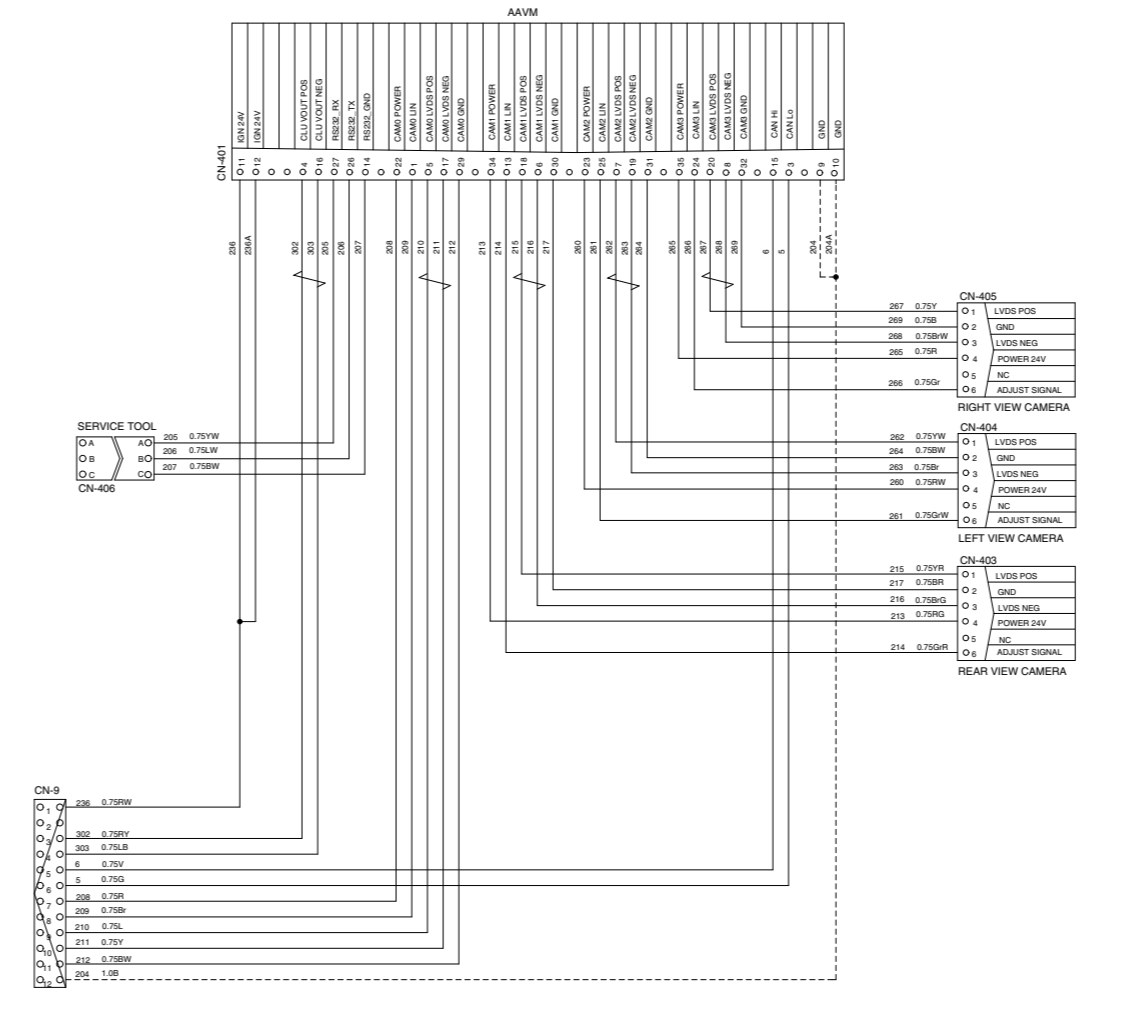 AAVM
CN-401
IGN 24V
IGN 24V
CLU VOUT POS
CLU VOUT NEG
RS232_RX
RS232_TX
RS232_GND
CAM0 POWER
CAM0 LIN
CAM0 LVDS POS
CAM0 LVDS NEG
CAM0 GND
CAM1 POWER
CAM1 LIN
CAM1 LVDS POS
CAM1 LVDS NEG
CAM1 GND
CAM2 POWER
CAM2 LIN
CAM2 LVDS POS
CAM2 LVDS NEG
CAM2 GND
CAM3 POWER
CAM3 LIN
CAM3 LVDS POS
CAM3 LVDS NEG
CAM3 GND
CAN Hi
CAN Lo
GND
GND
11 12 4 16 27 26 14 22 1 5 17 29 34 13 18 6 30 23 25 7 19 31 35 24 20 8 32 15 3 9 10
236 236A 302 303 205 206 207 208 209 210 211 212 213 214 215 216 217 260 261 262 263 264 265 266 267 268 269 6 5 204 204A
CN-405
267 0.75Y 1 LVDS POS
269 0.75B 2 GND
268 0.75BrW 3 LVDS NEG
265 0.75R 4 POWER 24V
5 NC
266 0.75Gr 6 ADJUST SIGNAL
RIGHT VIEW CAMERA
CN-404
262 0.75YW 1 LVDS POS
264 0.75BW 2 GND
263 0.75Br 3 LVDS NEG
260 0.75RW 4 POWER 24V
5 NC
261 0.75GrW 6 ADJUST SIGNAL
LEFT VIEW CAMERA
SERVICE TOOL
A A 205 0.75YW
B B 206 0.75LW
C C 207 0.75BW
CN-406
CN-403
215 0.75YR 1 LVDS POS
217 0.75BR 2 GND
216 0.75BrG 3 LVDS NEG
213 0.75RG 4 POWER 24V
5 NC
214 0.75GrR 6 ADJUST SIGNAL
REAR VIEW CAMERA
CN-9
1 236 0.75RW
2
3 302 0.75RY
4 303 0.75LB
5 6 0.75V
6 5 0.75G
7 208 0.75R
8 209 0.75Br
9 210 0.75L
10 211 0.75Y
11 212 0.75BW
12 204 1.0B